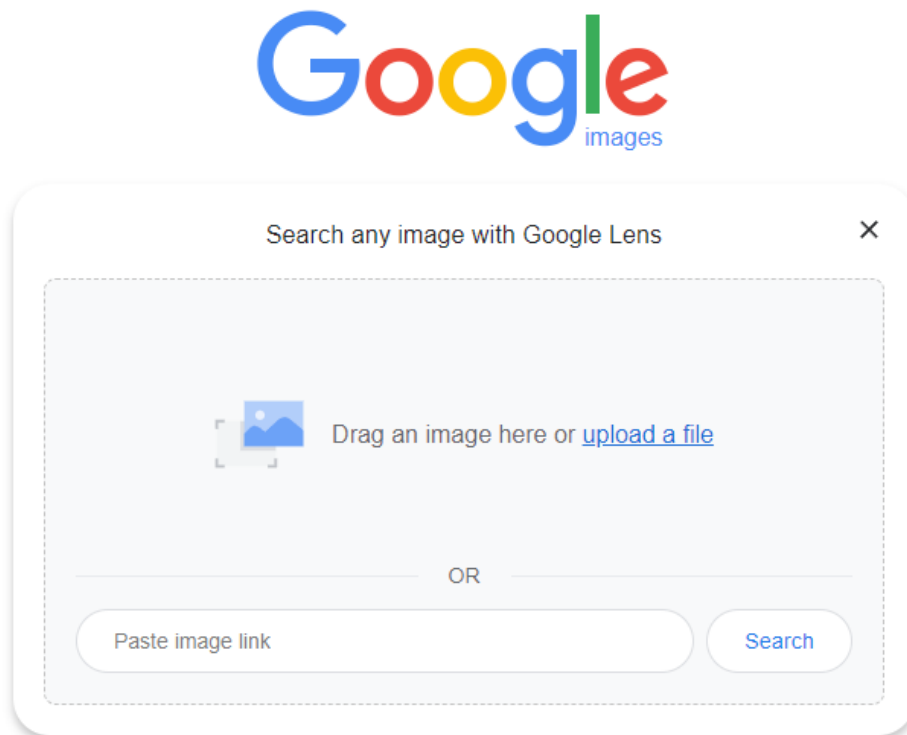 Google
images
Search any image with Google Lens
Drag an image here or upload a file
OR
Paste image link
Search